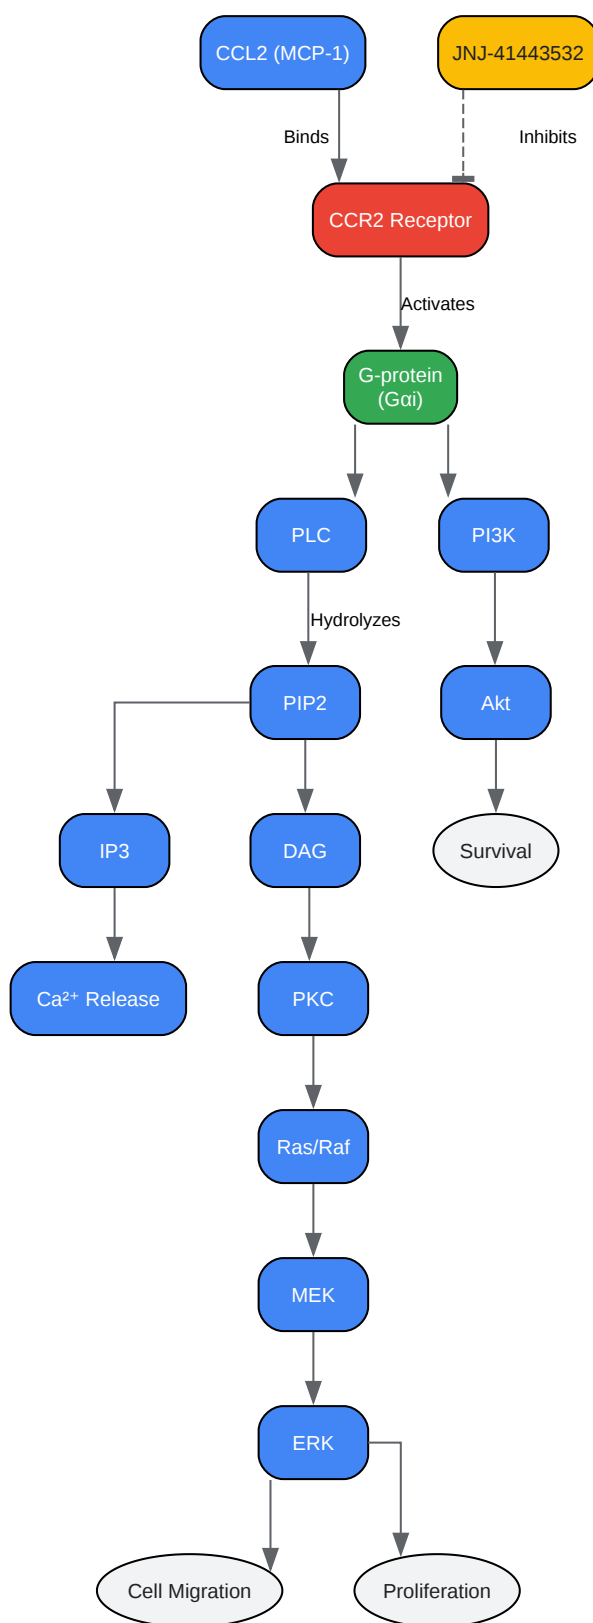 CCL2 (MCP-1)
JNJ-41443532
Binds
Inhibits
CCR2 Receptor
Activates
G-protein
(Gαi)
PLC
PI3K
Hydrolyzes
PIP2
Akt
IP3
DAG
Survival
Ca²⁺ Release
PKC
Ras/Raf
MEK
ERK
Cell Migration
Proliferation